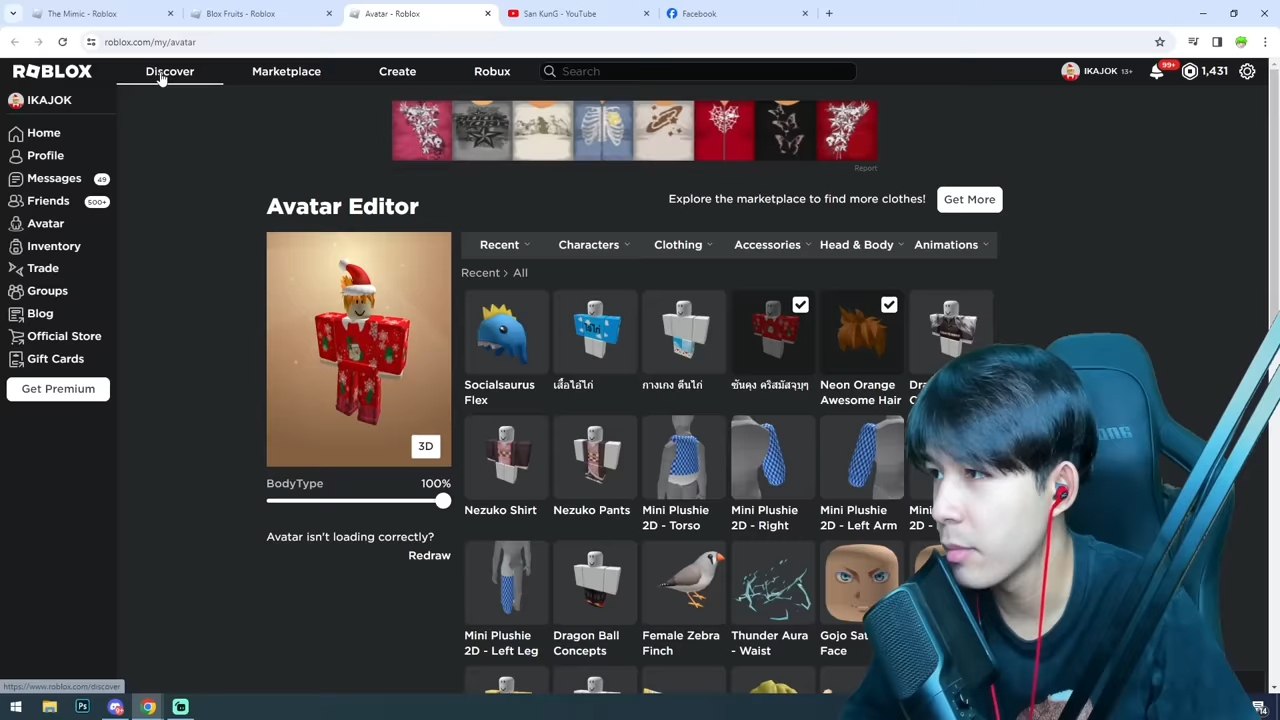 The Mimic - Roblox
Blox Fruits - Roblox
Avatar - Roblox
San KunG - YouTube
Facebook
roblox.com/my/avatar
ROBLOX
Discover
Marketplace
Create
Robux
Search
IKAJOK 13+
99+
1,431
IKAJOK
Home
Profile
Messages 49
Friends 500+
Avatar
Inventory
Trade
Groups
Blog
Official Store
Gift Cards
Get Premium
Report
Avatar Editor
Explore the marketplace to find more clothes!
Get More
3D
BodyType 100%
Avatar isn't loading correctly?
Redraw
Recent
Characters
Clothing
Accessories
Head & Body
Animations
Recent > All
Socialsaurus
Flex
เสื้อไอ้ไก่
กางเกง ตีนไก่
ซันคุง คริสมัสจุบุๆ
Neon Orange
Awesome Hair
Nezuko Shirt
Nezuko Pants
Mini Plushie
2D - Torso
Mini Plushie
2D - Right
Mini Plushie
2D - Left Arm
Mini Plushie
2D - Left Leg
Dragon Ball
Concepts
Female Zebra
Finch
Thunder Aura
- Waist
Face
https://www.roblox.com/discover
Ps
14